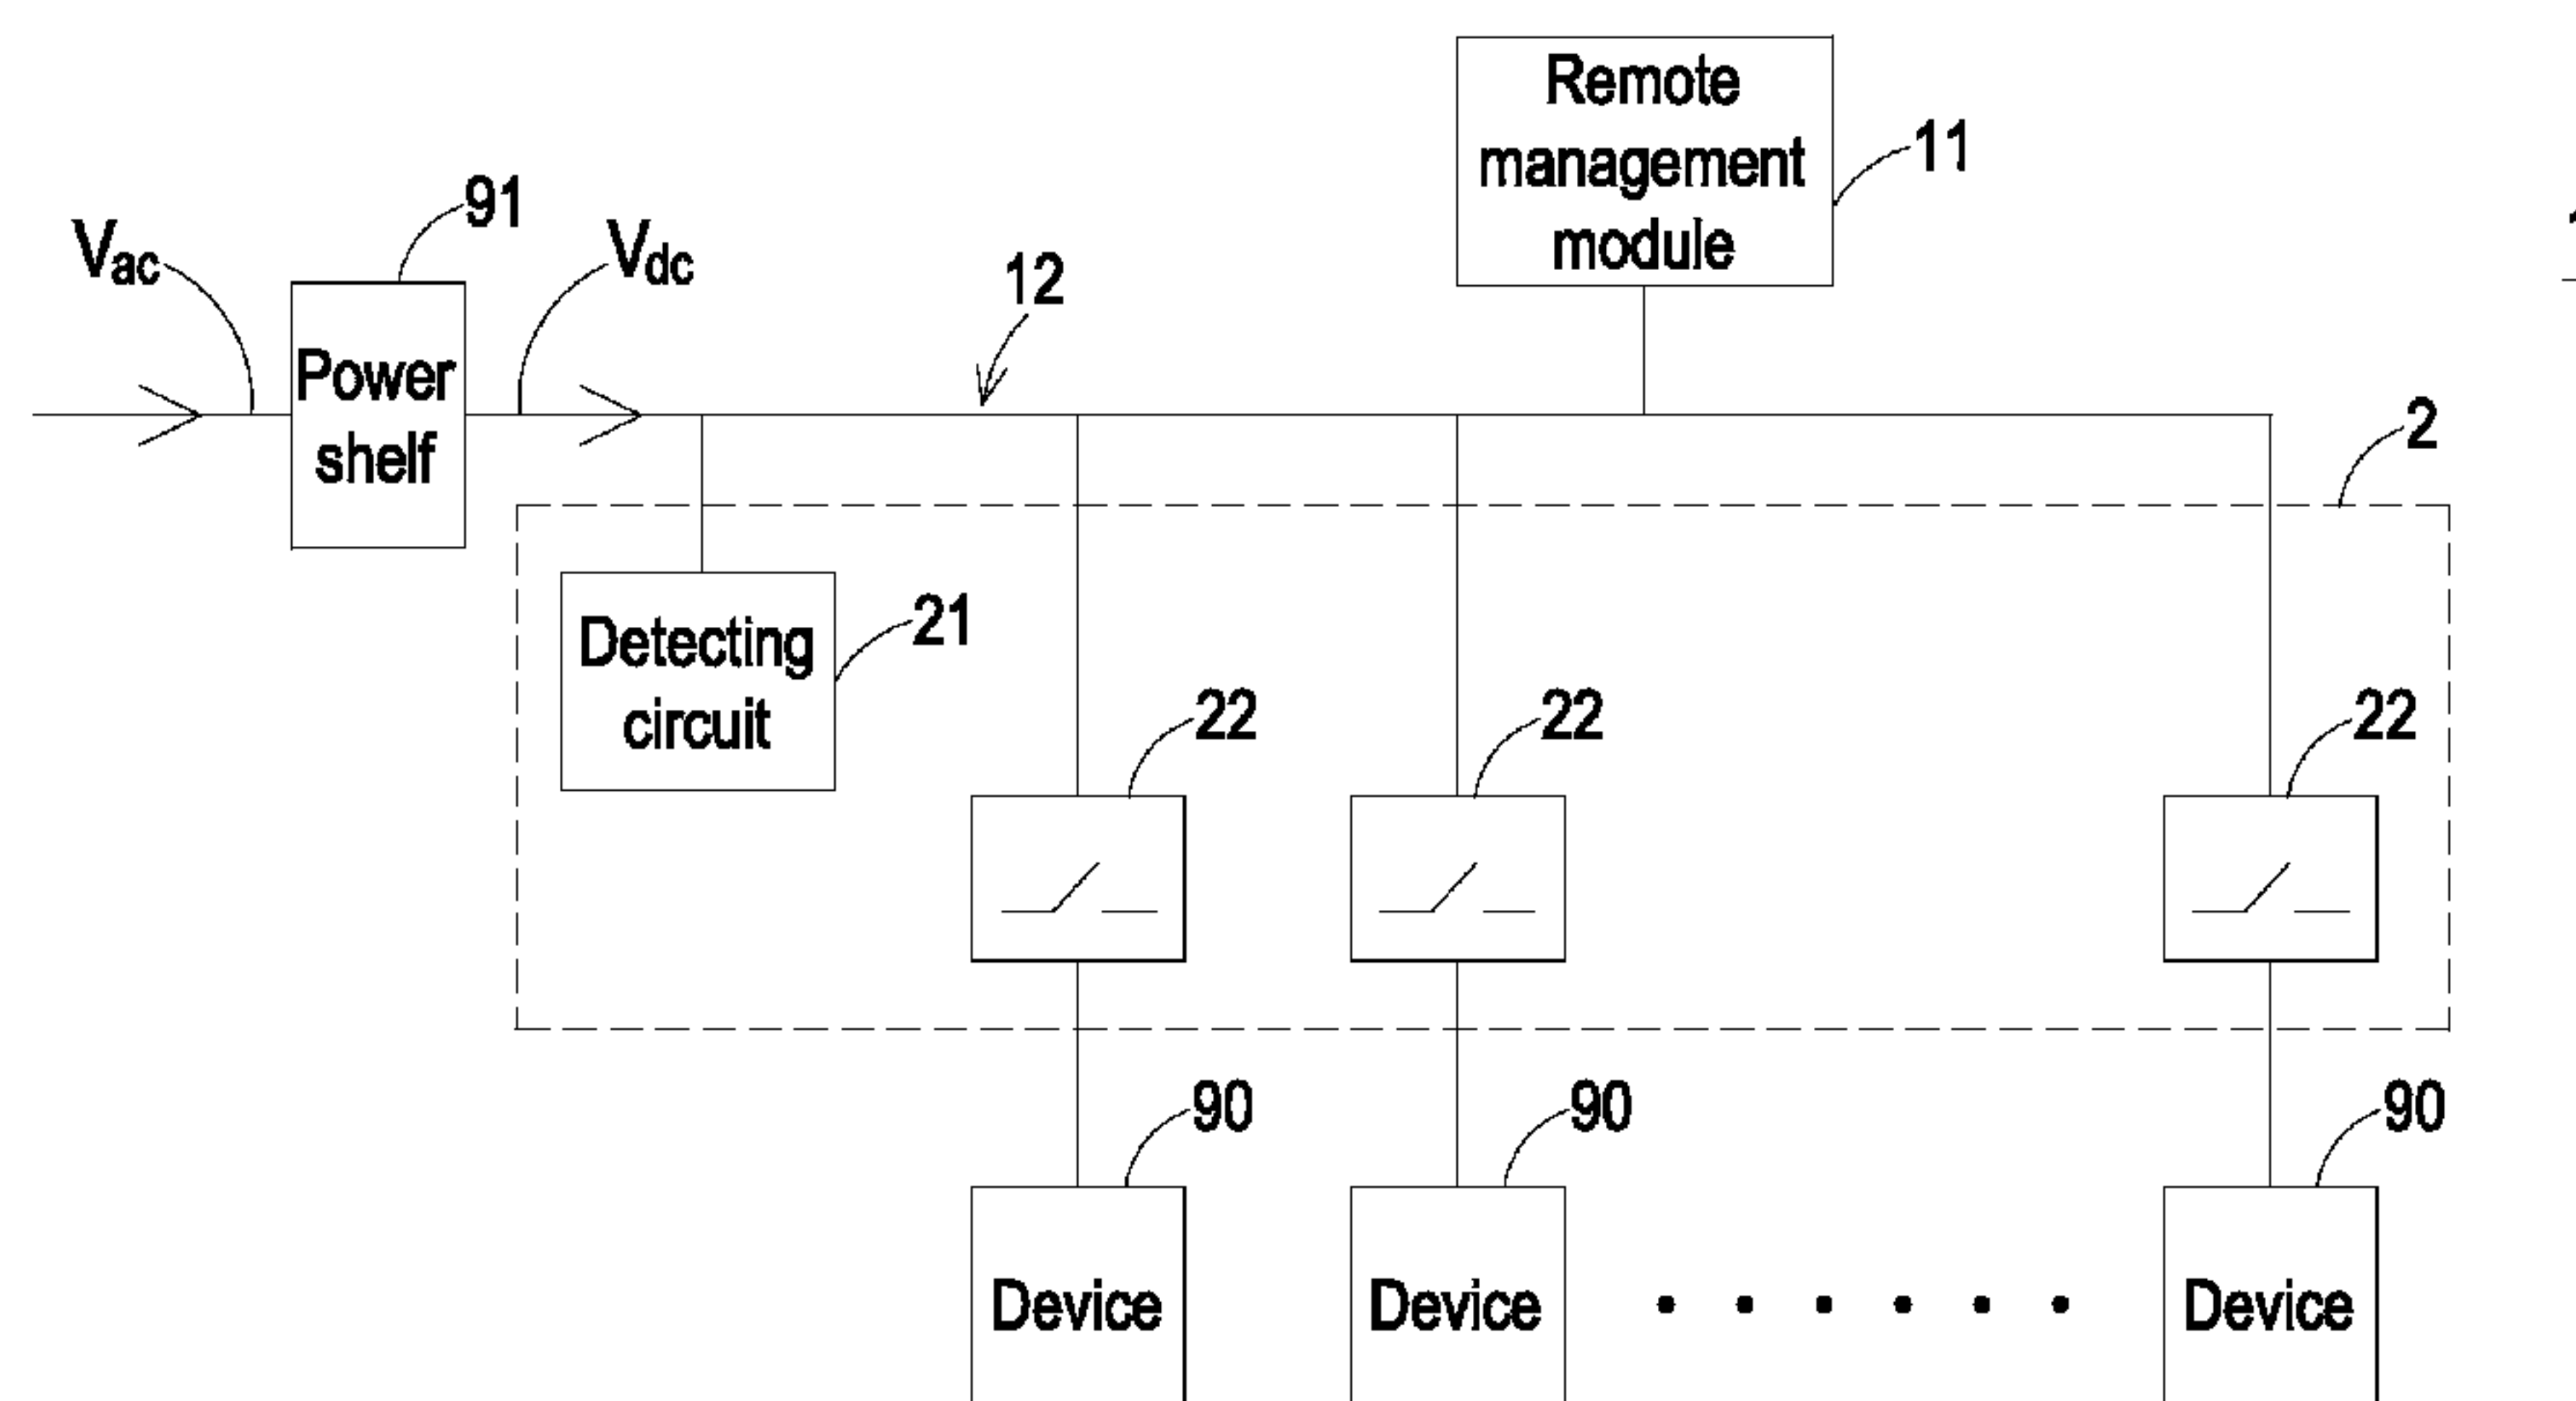 Remote
management
module
11
91
Vac
Vdc
12
Power
shelf
2
Detecting
circuit
21
22
22
22
90
90
90
Device
Device
Device